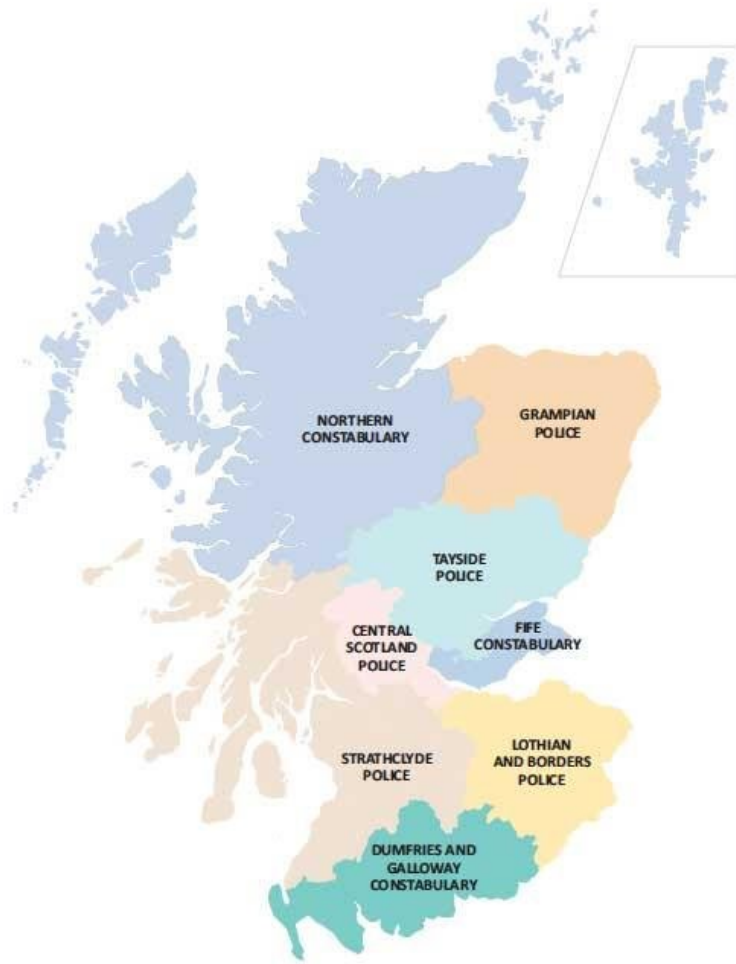 NORTHERN
CONSTABULARY
GRAMPIAN
POLICE
TAYSIDE
POLICE
CENTRAL
SCOTLAND
POLICE
FIFE
CONSTABULARY
STRATHCLYDE
POLICE
LOTHIAN
AND BORDERS
POLICE
DUMFRIES AND
GALLOWAY
CONSTABULARY